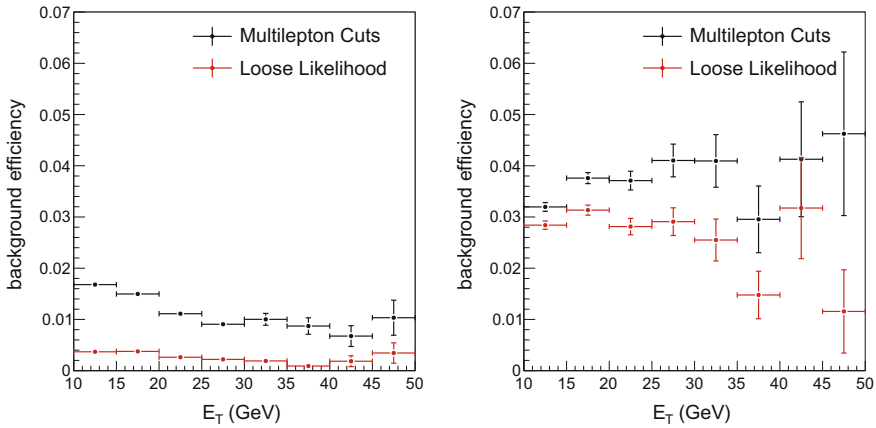 background efficiency
0.07
0.06
0.05
0.04
0.03
0.02
0.01
0
Multilepton Cuts
Loose Likelihood
10 15 20 25 30 35 40 45 50
E_T (GeV)
background efficiency
0.07
0.06
0.05
0.04
0.03
0.02
0.01
0
Multilepton Cuts
Loose Likelihood
10 15 20 25 30 35 40 45 50
E_T (GeV)